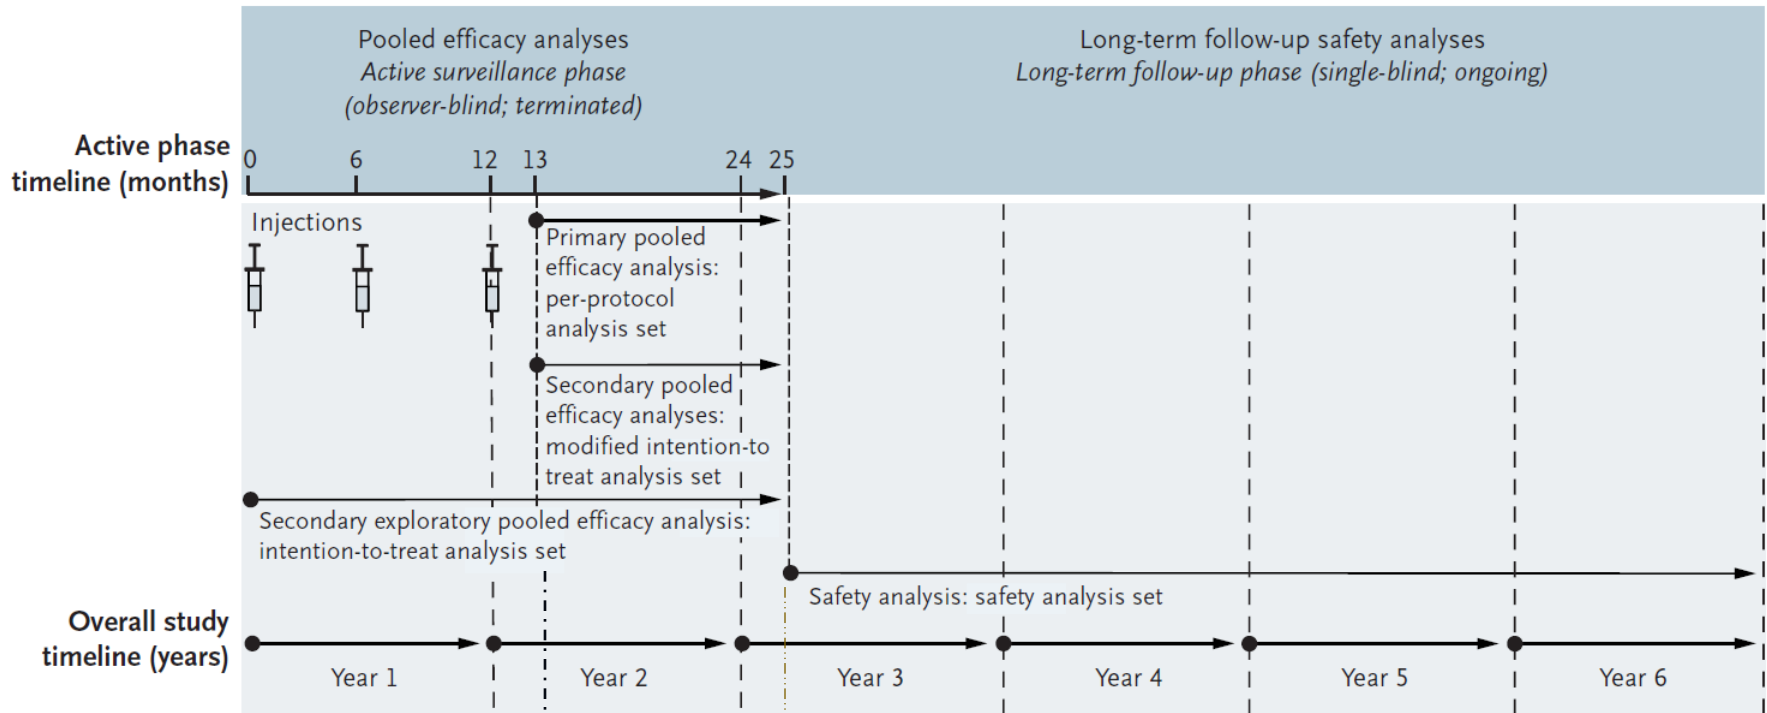 Pooled efficacy analyses
Active surveillance phase
(observer-blind; terminated)
Long-term follow-up safety analyses
Long-term follow-up phase (single-blind; ongoing)
Active phase
timeline (months)
0 6 12 13 24 25
Injections
Primary pooled
efficacy analysis:
per-protocol
analysis set
Secondary pooled
efficacy analyses:
modified intention-to
treat analysis set
Secondary exploratory pooled efficacy analysis:
intention-to-treat analysis set
Safety analysis: safety analysis set
Overall study
timeline (years)
Year 1 Year 2 Year 3 Year 4 Year 5 Year 6